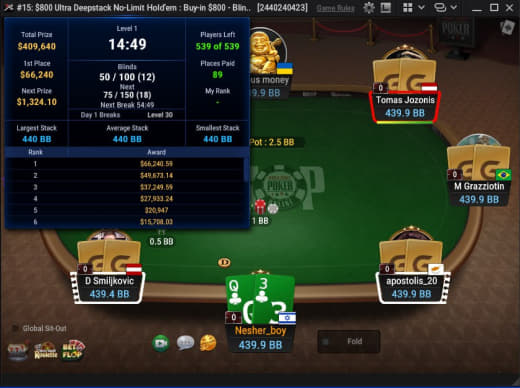 #15: $800 Ultra Deepstack No-Limit Hold'em : Buy-in $800 - Blin.. [2440240423] Game Rules
Total Prize
$409,640
1st Place
$66,240
Next Prize
$1,324.10
Level 1
14:49
Blinds
50 / 100 (12)
Next
75 / 150 (18)
Next Break 54:49
Day 1 Breaks Level 30
Players Left
539 of 539
Places Paid
89
My Rank
-
Largest Stack
440 BB
Average Stack
440 BB
Smallest Stack
440 BB
Rank Award
1 $66,240.59
2 $49,673.14
3 $37,249.59
4 $27,933.24
5 $20,947
6 $15,708.03
us money
439.9 BB
0
Tomas Jozonis
439.9 BB
0
M Grazziotin
439.9 BB
Pot : 2.5 BB
POKER
P
1 BB
0.5 BB
D
0
D Smiljkovic
439.4 BB
Q 3
0
Nesher_boy
439.9 BB
0
apostolis_20
439.9 BB
Global Sit-Out
Roulette
BET
FLOP
Fold